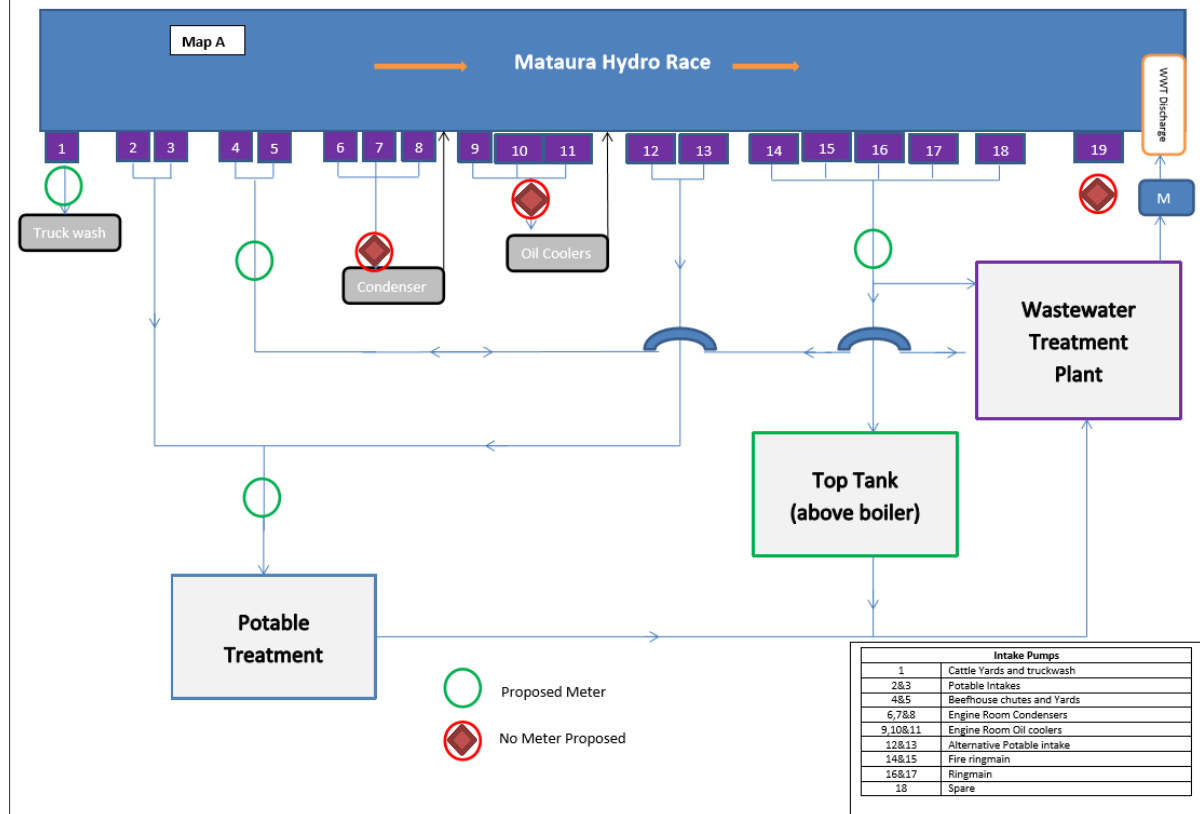 Map A
Mataura Hydro Race
WWT Discharge
1
2
3
4
5
6
7
8
9
10
11
12
13
14
15
16
17
18
19
M
Truck wash
Condenser
Oil Coolers
Wastewater
Treatment
Plant
Top Tank
(above boiler)
Potable
Treatment
Proposed Meter
No Meter Proposed
Intake Pumps
1 Cattle Yards and truckwash
2&3 Potable Intakes
4&5 Beefhouse chutes and Yards
6,7&8 Engine Room Condensers
9,10&11 Engine Room Oil coolers
12&13 Alternative Potable intake
14&15 Fire ringmain
16&17 Ringmain
18 Spare